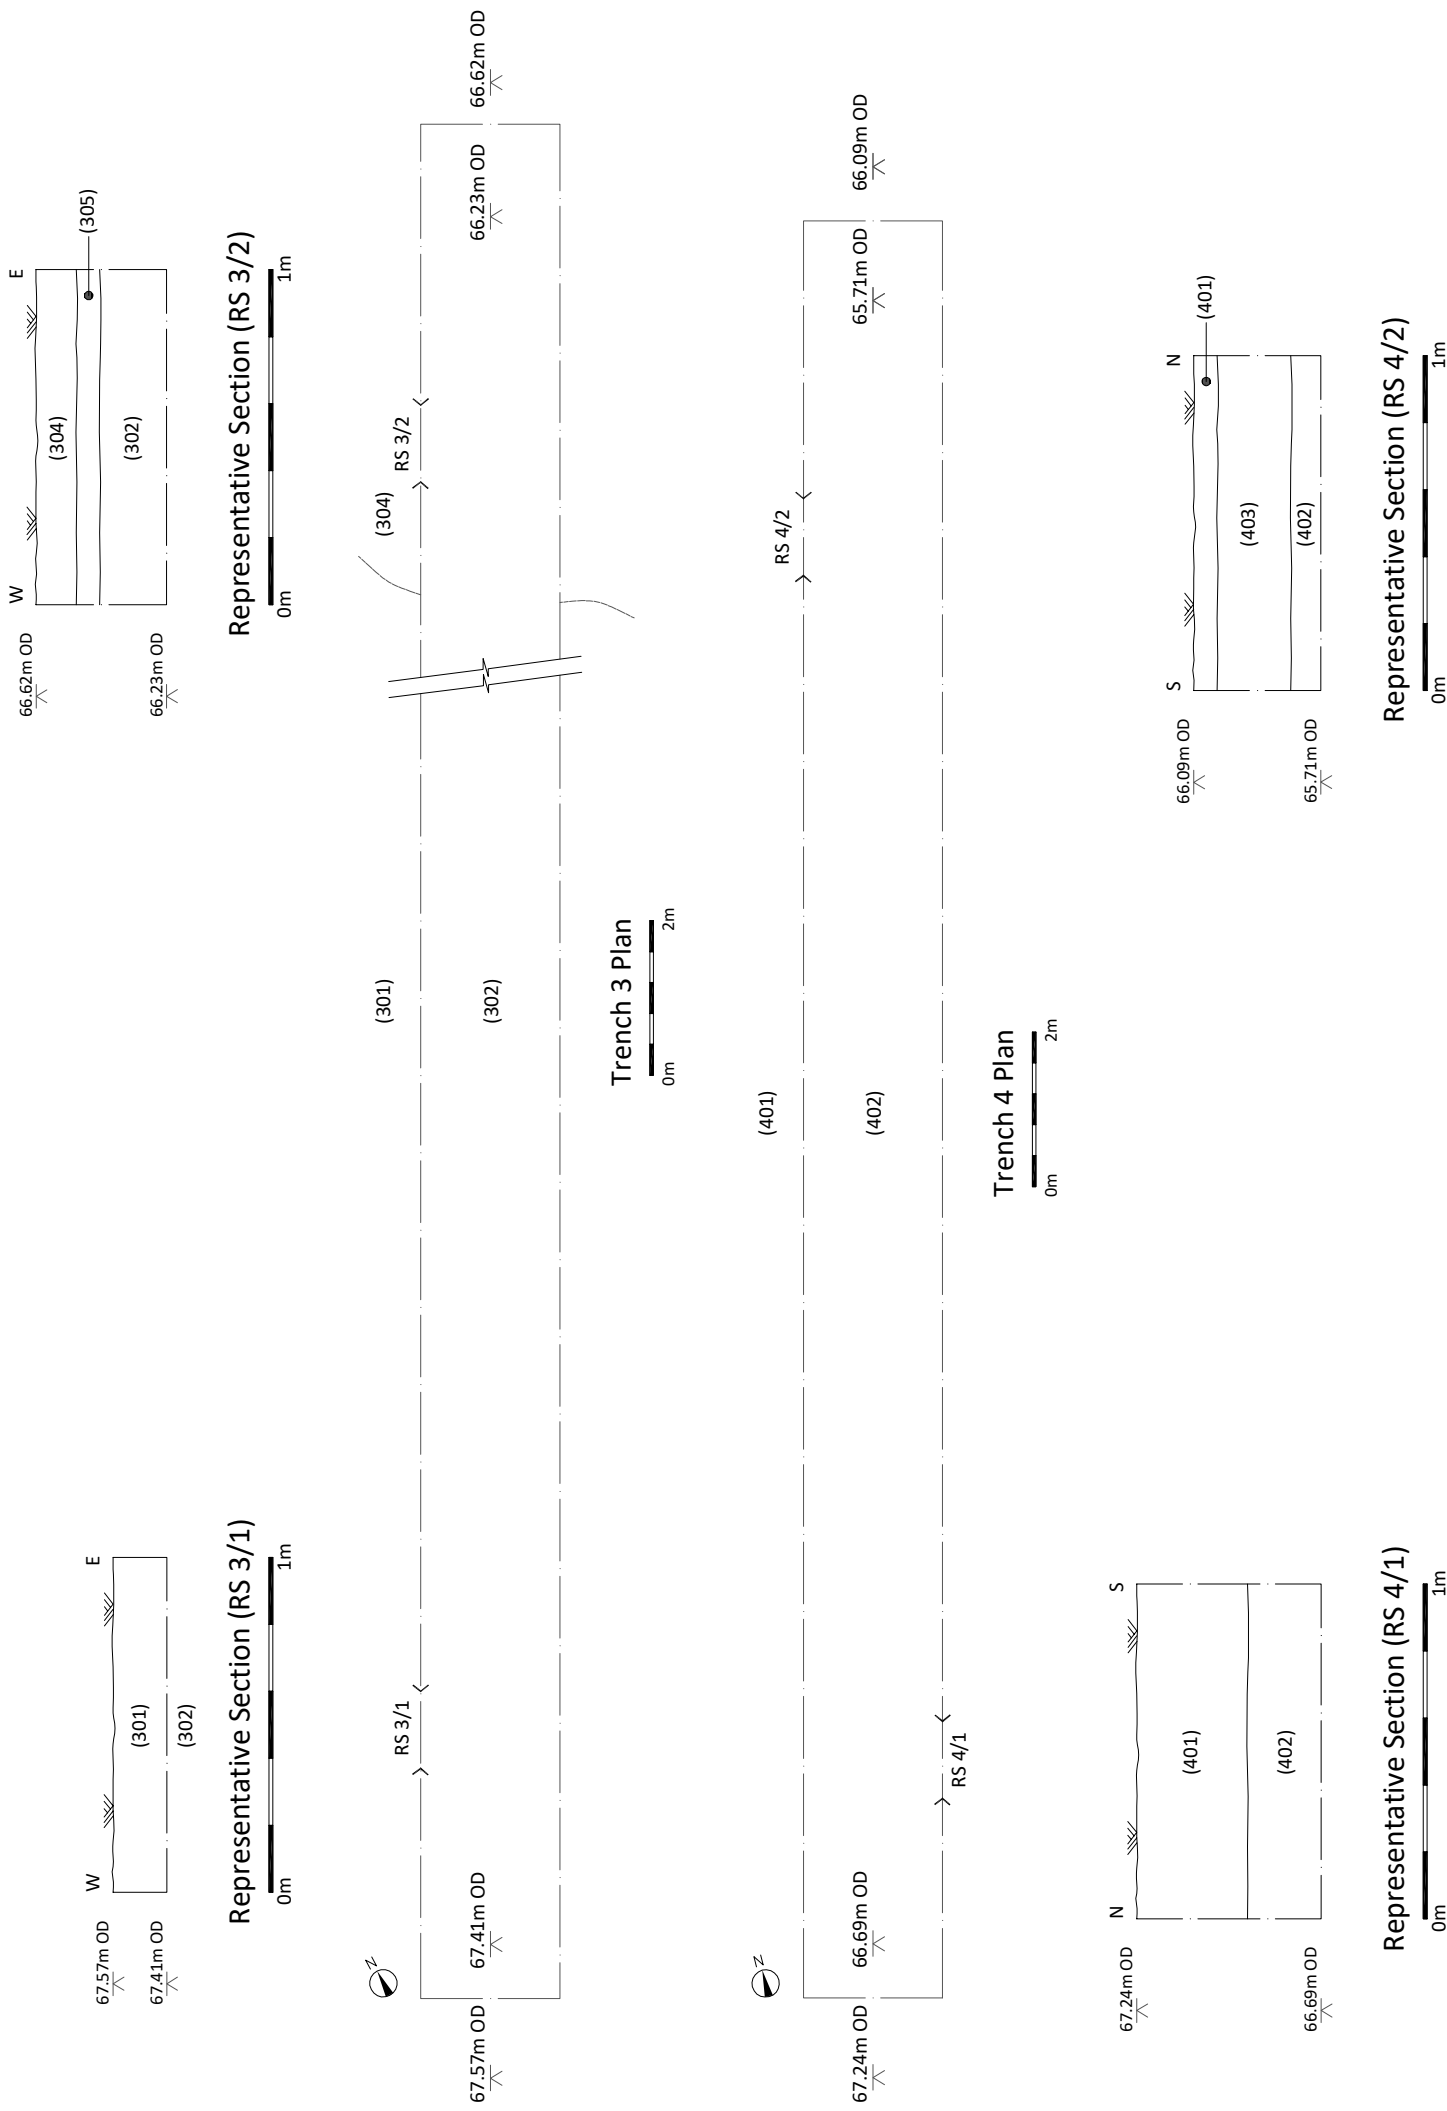 W
E
67.57m OD
67.41m OD
(301)
(302)
Representative Section (RS 3/1)
0m
1m
W
E
66.62m OD
66.23m OD
(304)
(305)
(302)
Representative Section (RS 3/2)
0m
1m
N
67.57m OD
67.41m OD
RS 3/1
(301)
(302)
(304)
RS 3/2
66.23m OD
66.62m OD
Trench 3 Plan
0m
2m
N
67.24m OD
66.69m OD
RS 4/1
(401)
(402)
RS 4/2
65.71m OD
66.09m OD
Trench 4 Plan
0m
2m
N
S
67.24m OD
66.69m OD
(401)
(402)
Representative Section (RS 4/1)
0m
1m
S
N
66.09m OD
65.71m OD
(401)
(403)
(402)
Representative Section (RS 4/2)
0m
1m